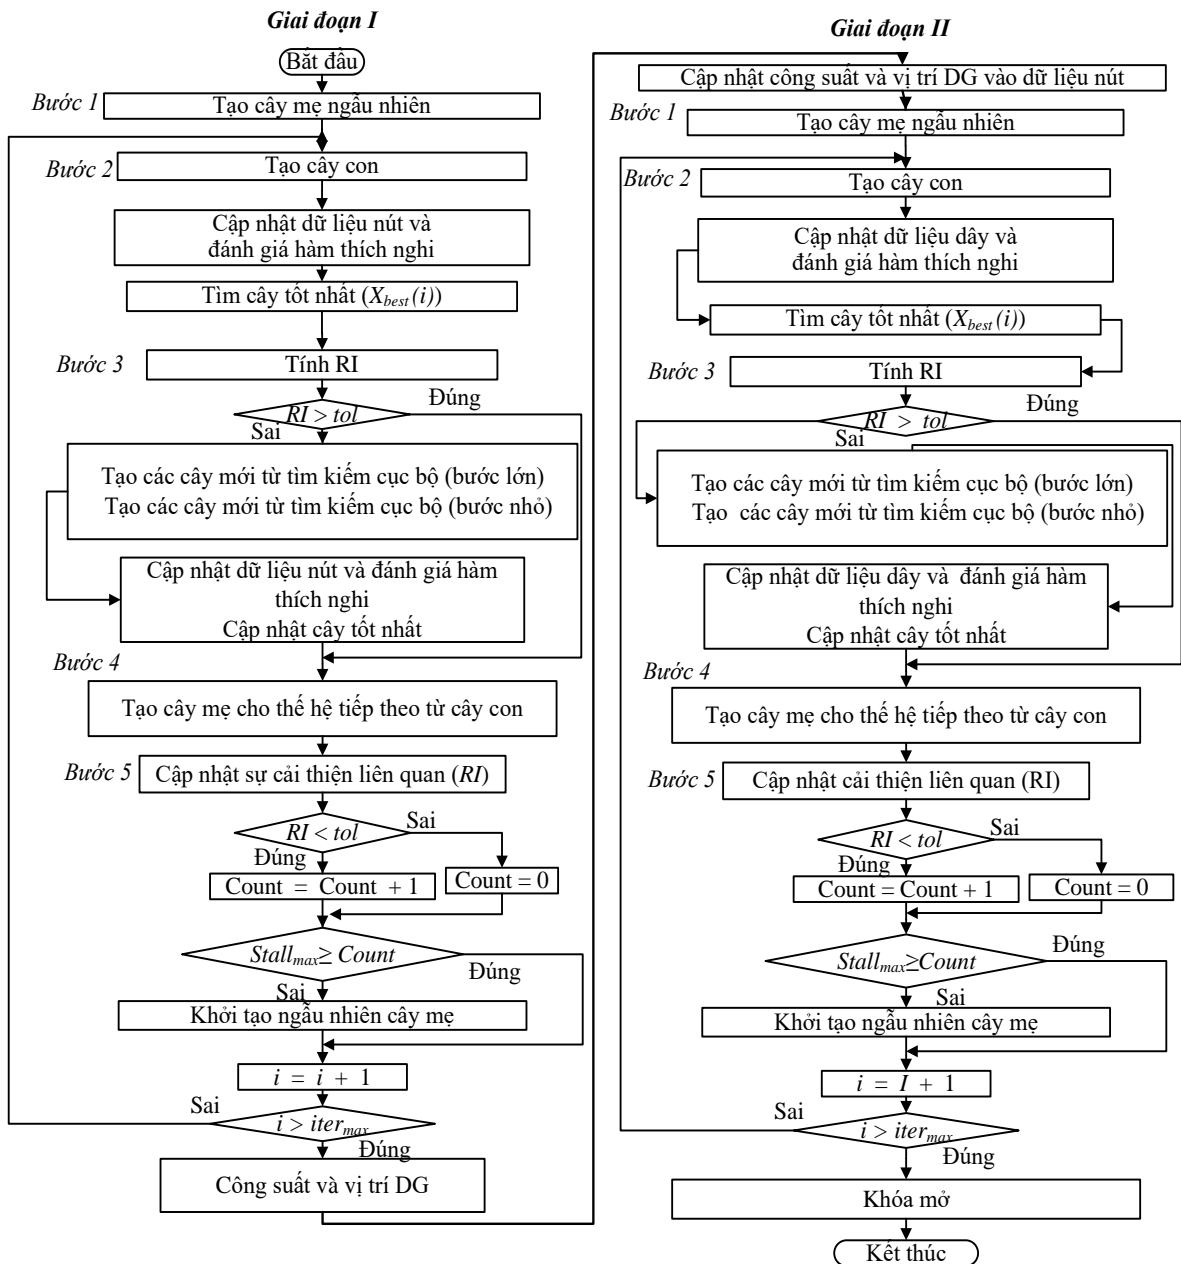 Giai đoạn I
Bắt đầu
Bước 1
Tạo cây mẹ ngẫu nhiên
Bước 2
Tạo cây con
Cập nhật dữ liệu nút và
đánh giá hàm thích nghi
Tìm cây tốt nhất (Xbest(i))
Bước 3
Tính RI
Đúng
RI > tol
Sai
Tạo các cây mới từ tìm kiếm cục bộ (bước lớn)
Tạo các cây mới từ tìm kiếm cục bộ (bước nhỏ)
Cập nhật dữ liệu nút và đánh giá hàm
thích nghi
Cập nhật cây tốt nhất
Bước 4
Tạo cây mẹ cho thế hệ tiếp theo từ cây con
Bước 5
Cập nhật sự cải thiện liên quan (RI)
Sai
RI < tol
Đúng
Count = Count + 1
Count = 0
Stallmax≥ Count
Đúng
Sai
Khởi tạo ngẫu nhiên cây mẹ
i = i + 1
Sai
i > itermax
Đúng
Công suất và vị trí DG
Giai đoạn II
Cập nhật công suất và vị trí DG vào dữ liệu nút
Bước 1
Tạo cây mẹ ngẫu nhiên
Bước 2
Tạo cây con
Cập nhật dữ liệu dây và
đánh giá hàm thích nghi
Tìm cây tốt nhất (Xbest(i))
Bước 3
Tính RI
Đúng
RI > tol
Sai
Tạo các cây mới từ tìm kiếm cục bộ (bước lớn)
Tạo các cây mới từ tìm kiếm cục bộ (bước nhỏ)
Cập nhật dữ liệu dây và đánh giá hàm
thích nghi
Cập nhật cây tốt nhất
Bước 4
Tạo cây mẹ cho thế hệ tiếp theo từ cây con
Bước 5
Cập nhật cải thiện liên quan (RI)
Sai
RI < tol
Đúng
Count = Count + 1
Count = 0
Đúng
Stallmax≥Count
Sai
Khởi tạo ngẫu nhiên cây mẹ
i = I + 1
Sai
i > itermax
Đúng
Khóa mở
Kết thúc